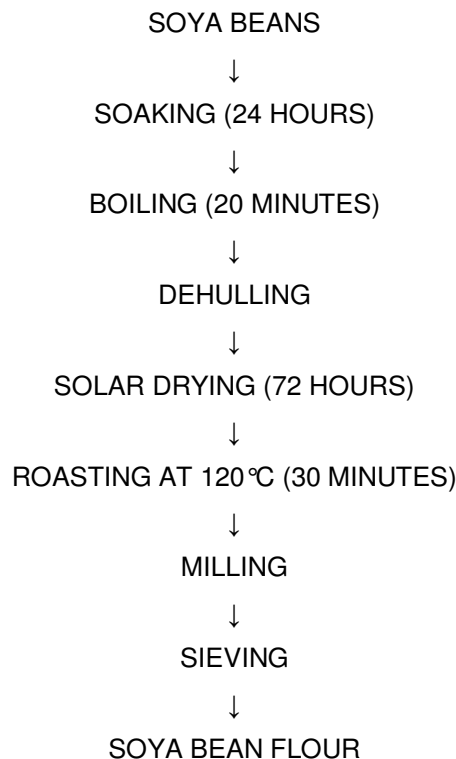 SOYA BEANS
↓
SOAKING (24 HOURS)
↓
BOILING (20 MINUTES)
↓
DEHULLING
↓
SOLAR DRYING (72 HOURS)
↓
ROASTING AT 120°C (30 MINUTES)
↓
MILLING
↓
SIEVING
↓
SOYA BEAN FLOUR